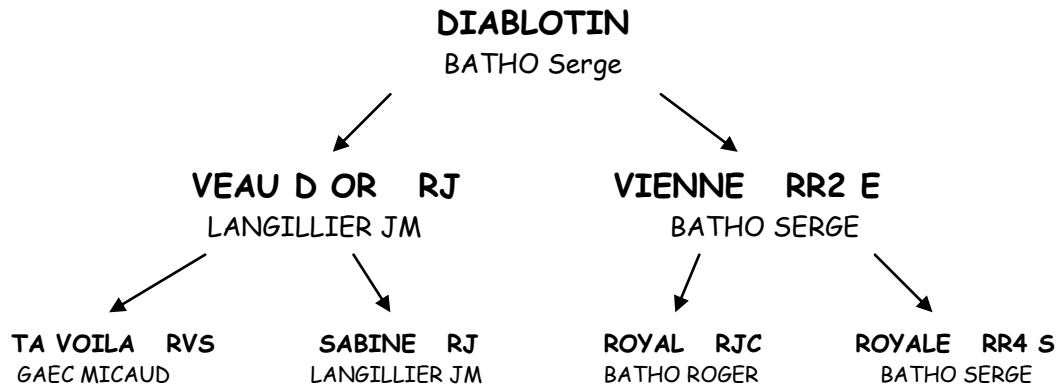 DIABLOTIN
BATHO Serge
VEAU D OR RJ
LANGILLIER JM
VIENNE RR2 E
BATHO SERGE
TA VOILA RVS
GAEC MICAUD
SABINE RJ
LANGILLIER JM
ROYAL RJC
BATHO ROGER
ROYALE RR4 S
BATHO SERGE